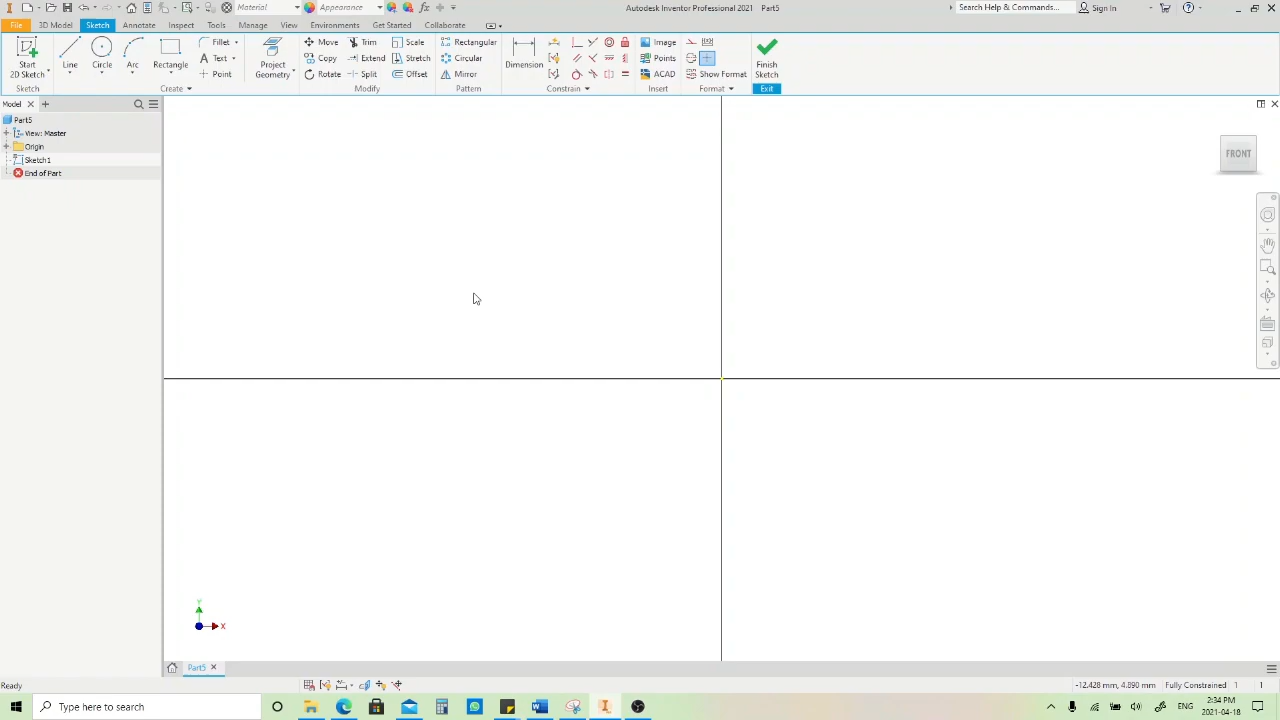 Material
Appearance
fx
Autodesk Inventor Professional 2021 Part5
Search Help & Commands...
Sign In
File
3D Model
Sketch
Annotate
Inspect
Tools
Manage
View
Environments
Get Started
Collaborate
Start
2D Sketch
Line
Circle
Arc
Rectangle
Fillet
Text
Point
Project
Geometry
Move
Copy
Rotate
Trim
Extend
Split
Scale
Stretch
Offset
Rectangular
Circular
Mirror
Dimension
Image
Points
ACAD
Show Format
Finish
Sketch
Sketch
Create
Modify
Pattern
Constrain
Insert
Format
Exit
Model
Part5
View: Master
Origin
Sketch1
End of Part
FRONT
Y
X
Part5
Ready
-12.428 mm, 4.890 mm
Fully Constrained
1
1
Type here to search
ENG
2:34 PM
2021-04-18